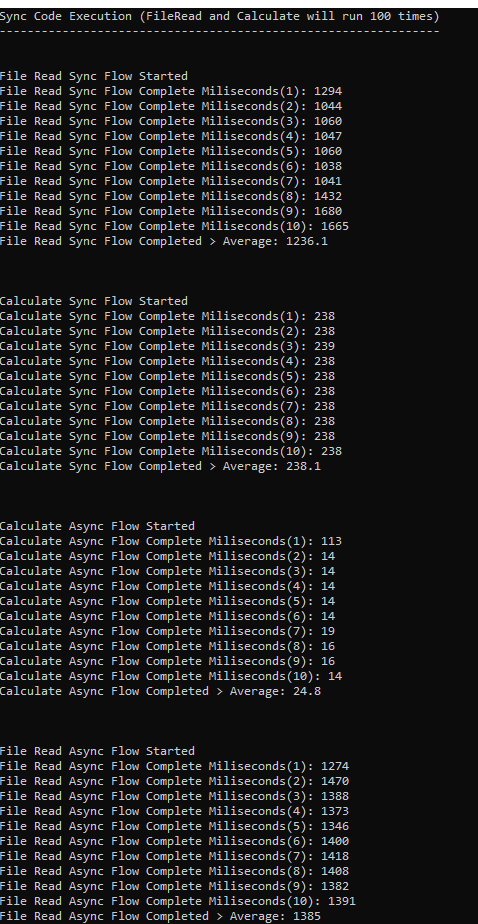 Sync Code Execution (FileRead and Calculate will run 100 times)
---------------------------------------------------------------
File Read Sync Flow Started
File Read Sync Flow Complete Miliseconds(1): 1294
File Read Sync Flow Complete Miliseconds(2): 1044
File Read Sync Flow Complete Miliseconds(3): 1060
File Read Sync Flow Complete Miliseconds(4): 1047
File Read Sync Flow Complete Miliseconds(5): 1060
File Read Sync Flow Complete Miliseconds(6): 1038
File Read Sync Flow Complete Miliseconds(7): 1041
File Read Sync Flow Complete Miliseconds(8): 1432
File Read Sync Flow Complete Miliseconds(9): 1680
File Read Sync Flow Complete Miliseconds(10): 1665
File Read Sync Flow Completed > Average: 1236.1
Calculate Sync Flow Started
Calculate Sync Flow Complete Miliseconds(1): 238
Calculate Sync Flow Complete Miliseconds(2): 238
Calculate Sync Flow Complete Miliseconds(3): 239
Calculate Sync Flow Complete Miliseconds(4): 238
Calculate Sync Flow Complete Miliseconds(5): 238
Calculate Sync Flow Complete Miliseconds(6): 238
Calculate Sync Flow Complete Miliseconds(7): 238
Calculate Sync Flow Complete Miliseconds(8): 238
Calculate Sync Flow Complete Miliseconds(9): 238
Calculate Sync Flow Complete Miliseconds(10): 238
Calculate Sync Flow Completed > Average: 238.1
Calculate Async Flow Started
Calculate Async Flow Complete Miliseconds(1): 113
Calculate Async Flow Complete Miliseconds(2): 14
Calculate Async Flow Complete Miliseconds(3): 14
Calculate Async Flow Complete Miliseconds(4): 14
Calculate Async Flow Complete Miliseconds(5): 14
Calculate Async Flow Complete Miliseconds(6): 14
Calculate Async Flow Complete Miliseconds(7): 19
Calculate Async Flow Complete Miliseconds(8): 16
Calculate Async Flow Complete Miliseconds(9): 16
Calculate Async Flow Complete Miliseconds(10): 14
Calculate Async Flow Completed > Average: 24.8
File Read Async Flow Started
File Read Async Flow Complete Miliseconds(1): 1274
File Read Async Flow Complete Miliseconds(2): 1470
File Read Async Flow Complete Miliseconds(3): 1388
File Read Async Flow Complete Miliseconds(4): 1373
File Read Async Flow Complete Miliseconds(5): 1346
File Read Async Flow Complete Miliseconds(6): 1400
File Read Async Flow Complete Miliseconds(7): 1418
File Read Async Flow Complete Miliseconds(8): 1408
File Read Async Flow Complete Miliseconds(9): 1382
File Read Async Flow Complete Miliseconds(10): 1391
File Read Async Flow Completed > Average: 1385